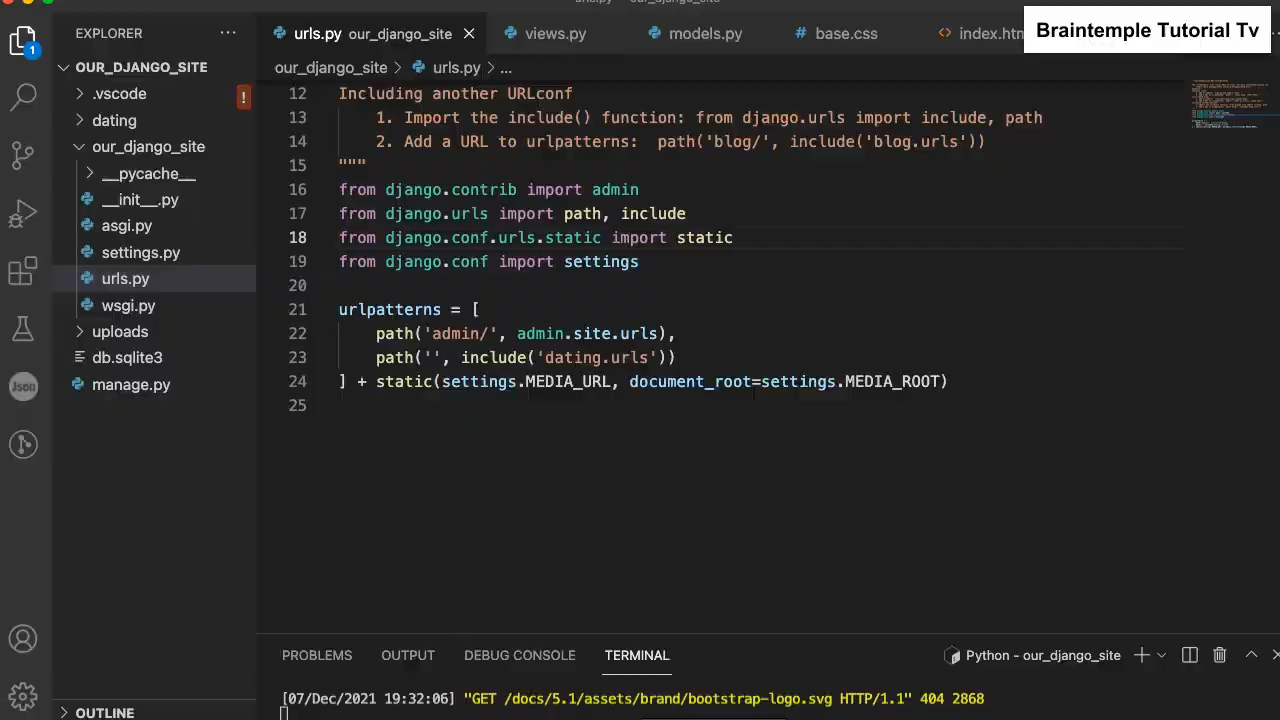 Braintemple Tutorial Tv
EXPLORER
urls.py our_django_site
views.py
models.py
base.css
OUR_DJANGO_SITE
our_django_site > urls.py > ...
.vscode
dating
our_django_site
__pycache__
__init__.py
asgi.py
settings.py
urls.py
wsgi.py
uploads
db.sqlite3
manage.py
OUTLINE
1
!
Json
12 Including another URLconf
13 1. Import the include() function: from django.urls import include, path
14 2. Add a URL to urlpatterns: path('blog/', include('blog.urls'))
15 """
16 from django.contrib import admin
17 from django.urls import path, include
18 from django.conf.urls.static import static
19 from django.conf import settings
20
21 urlpatterns = [
22 path('admin/', admin.site.urls),
23 path('', include('dating.urls'))
24 ] + static(settings.MEDIA_URL, document_root=settings.MEDIA_ROOT)
25
PROBLEMS OUTPUT DEBUG CONSOLE TERMINAL
Python - our_django_site
[07/Dec/2021 19:32:06] "GET /docs/5.1/assets/brand/bootstrap-logo.svg HTTP/1.1" 404 2868